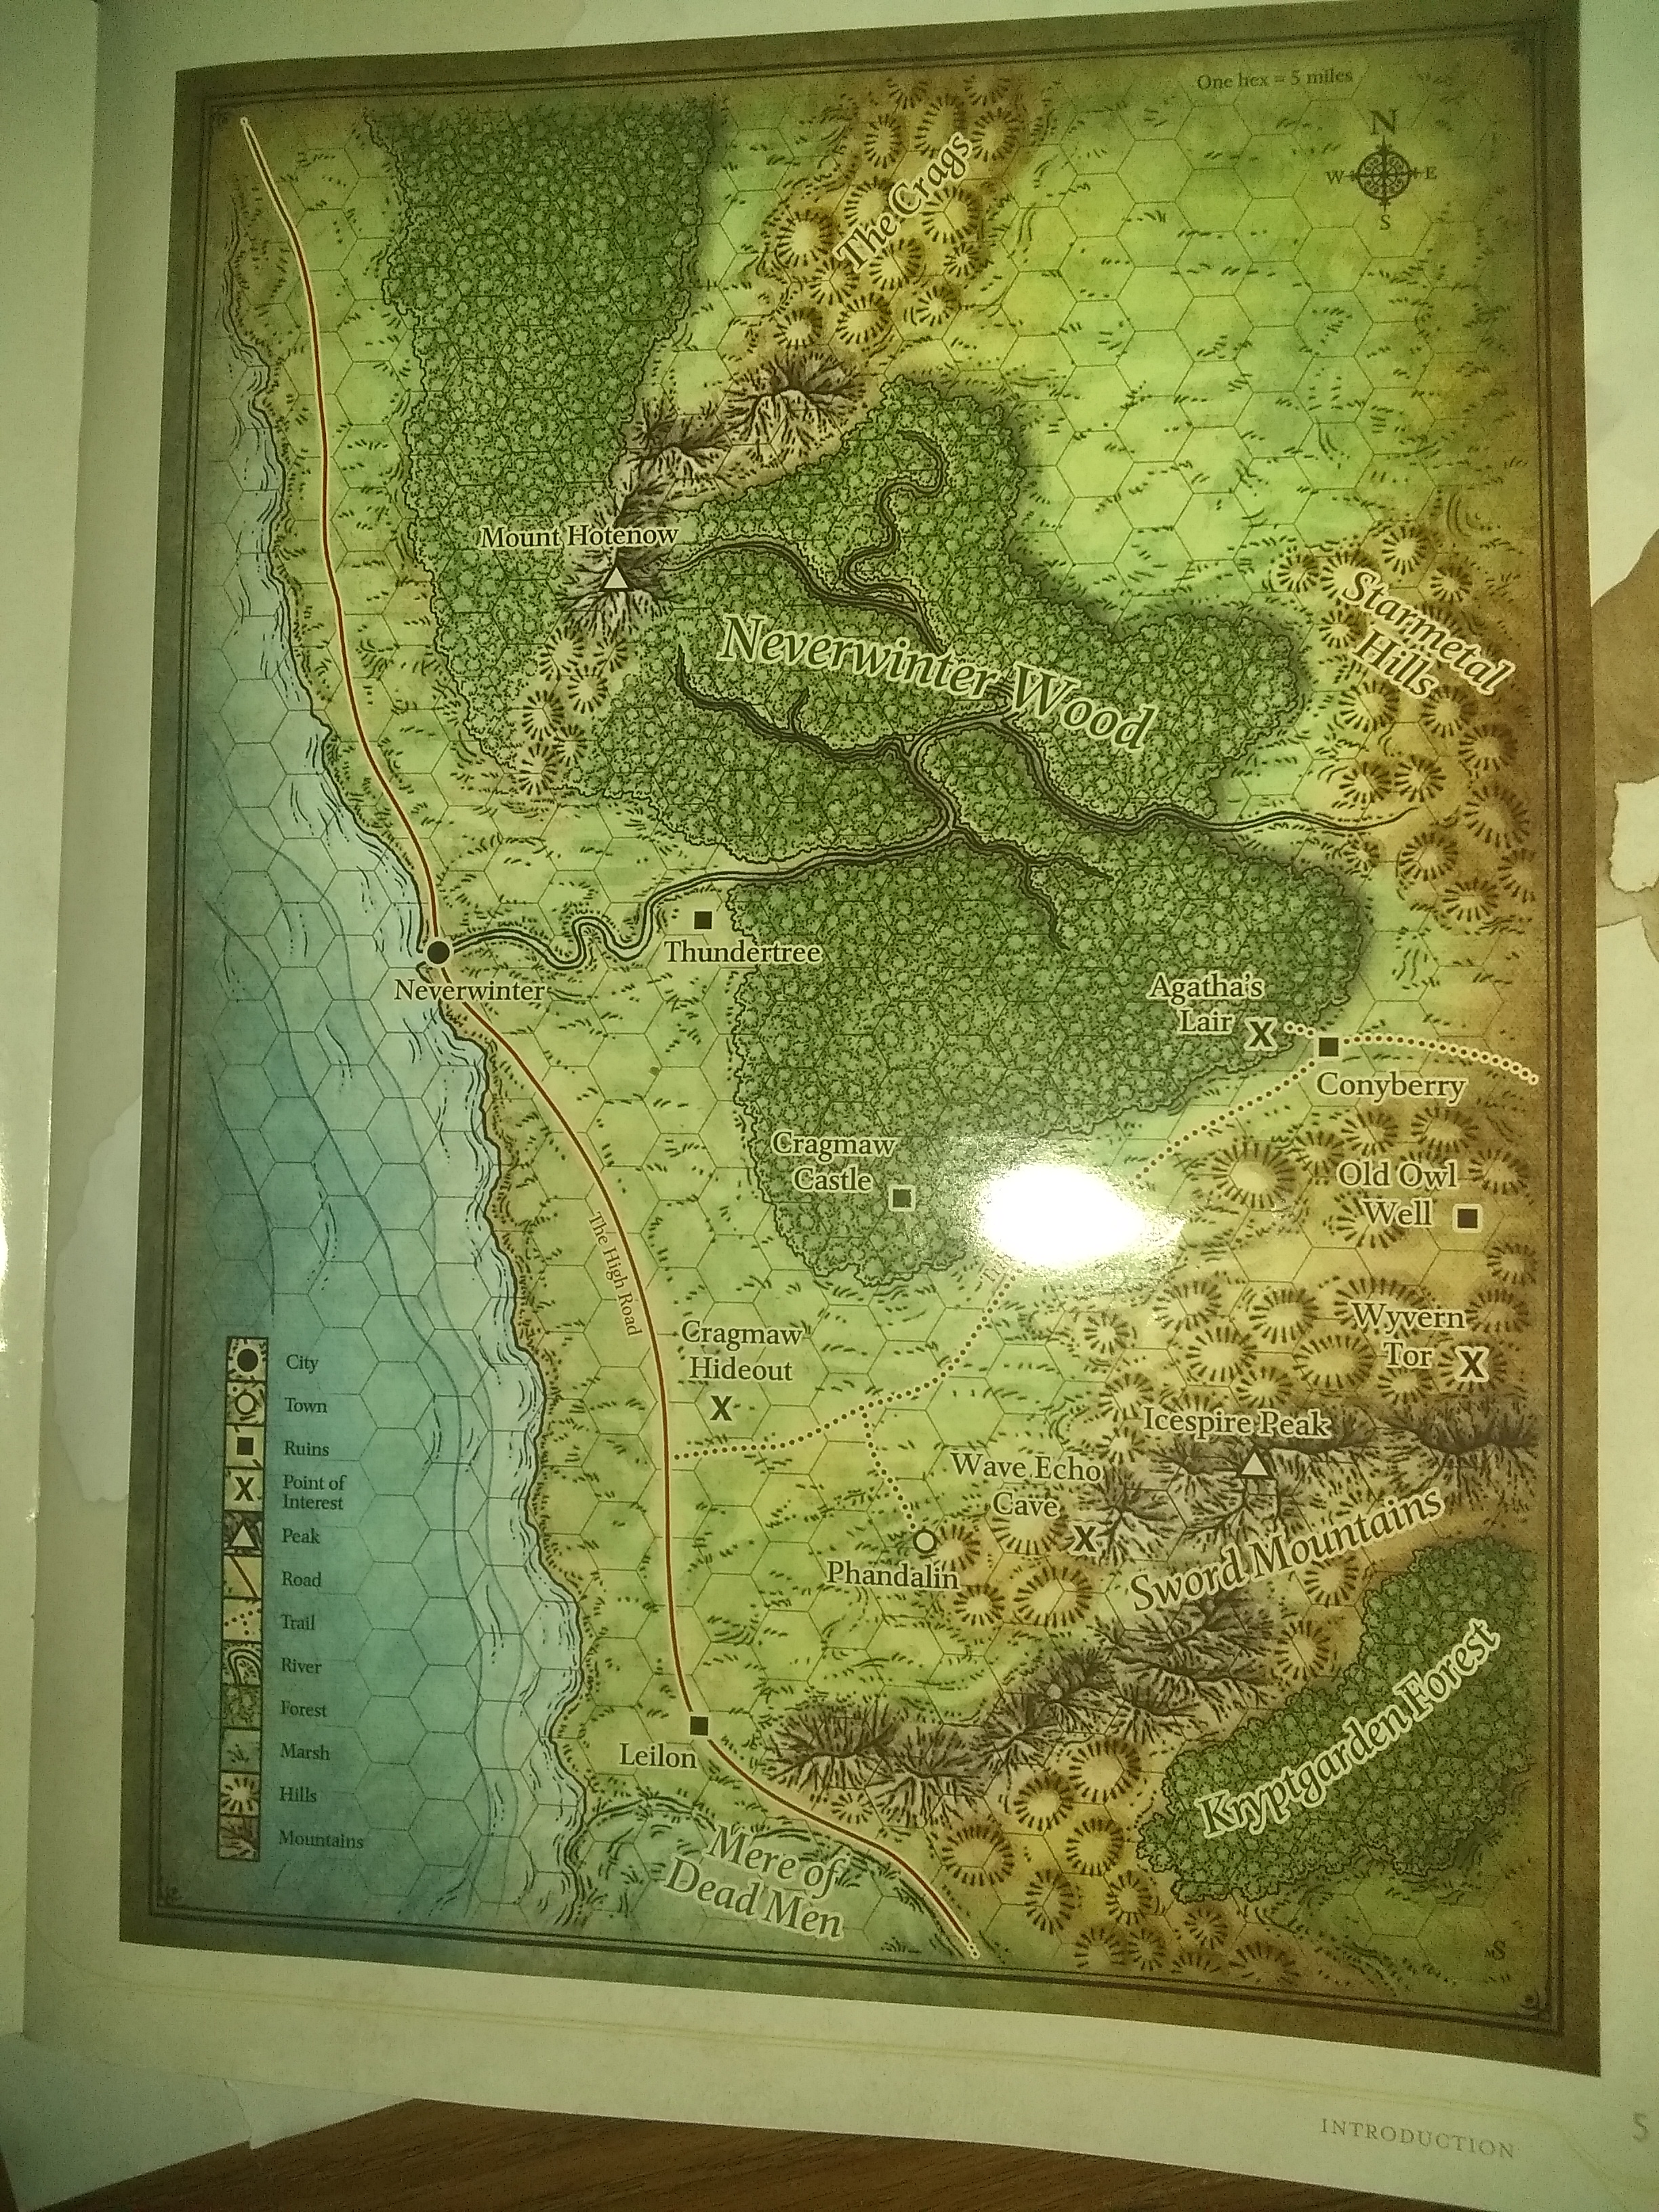 One hex = 5 miles
N
W E
S
The Crags
Mount Hotenow
Starmetal
Hills
Neverwinter Wood
Thundertree
Neverwinter
Agatha's
Lair
Conyberry
Cragmaw
Castle
Old Owl
Well
The High Road
Cragmaw
Hideout
Wyvern
Tor
Icespire Peak
Wave Echo
Cave
Phandalin
Sword Mountains
Leilon
Kryptgarden Forest
Mere of
Dead Men
City
Town
Ruins
Point of
Interest
Peak
Road
Trail
River
Forest
Marsh
Hills
Mountains
MS
INTRODUCTION
5